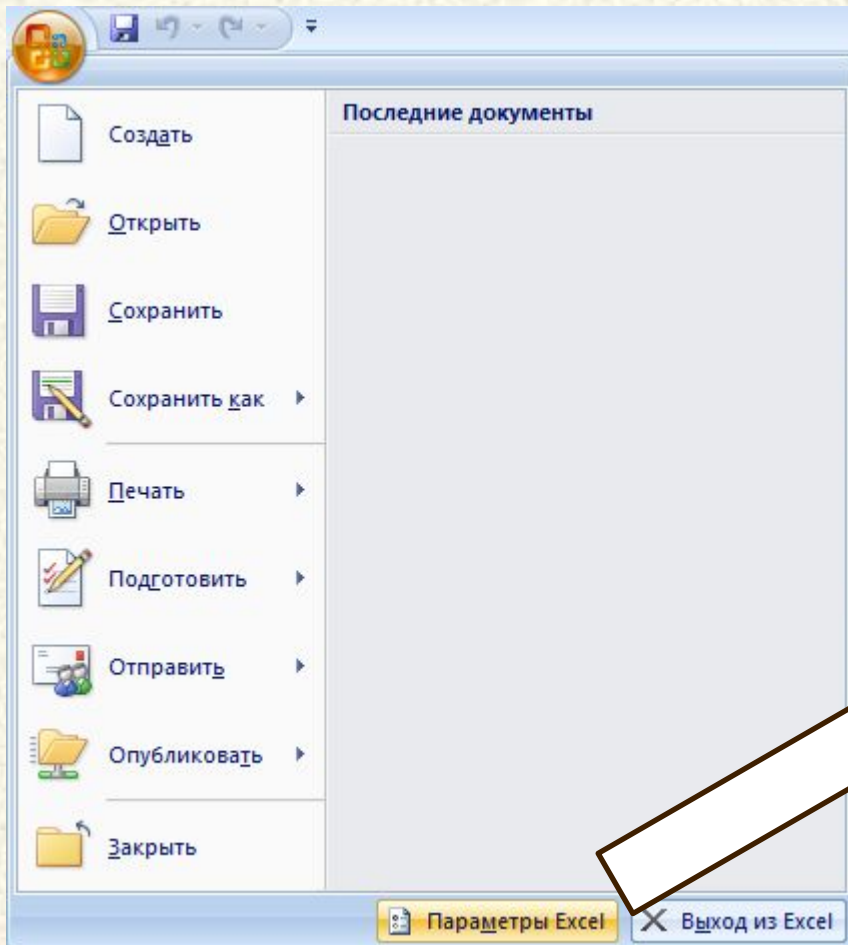 Последние документы
Создать
Открыть
Сохранить
Сохранить как
Печать
Подготовить
Отправить
Опубликовать
Закрыть
Параметры Excel
Выход из Excel